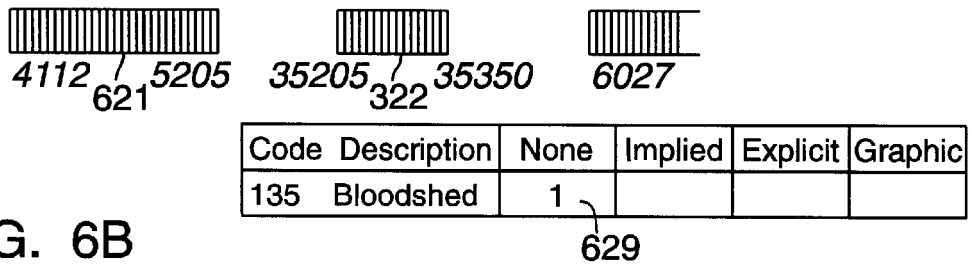 4112 621 5205 35205 322 35350 6027
Code Description None Implied Explicit Graphic
135 Bloodshed 1
629
G. 6B